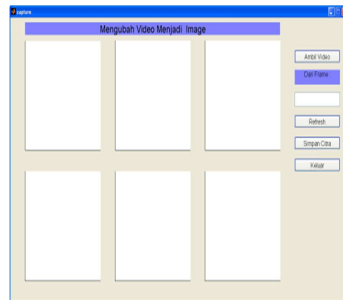 capture
Mengubah Video Menjadi Image
Ambil Video
Dari Frame
Refresh
Simpan Citra
Keluar